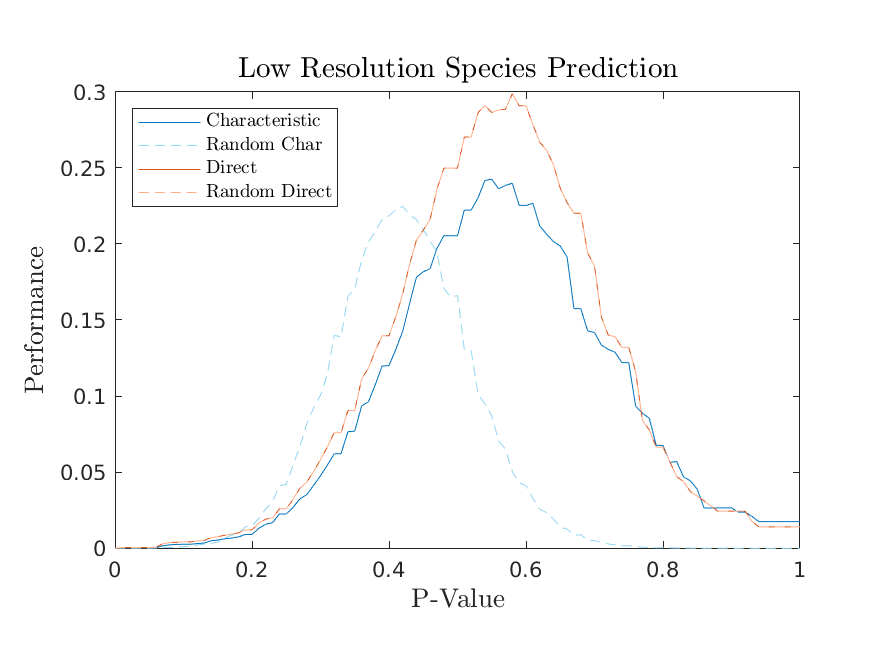 Low Resolution Species Prediction
0.3
0.25
0.2
0.15
0.1
0.05
0
Performance
Characteristic
Random Char
Direct
Random Direct
0 0.2 0.4 0.6 0.8 1
P-Value